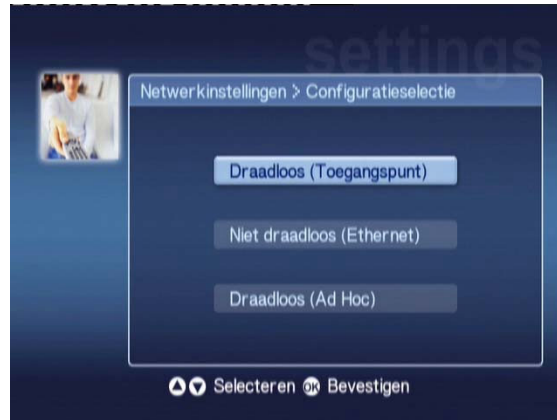 settings
Netwerkinstellingen > Configuratieselectie
Draadloos (Toegangspunt)
Niet draadloos (Ethernet)
Draadloos (Ad Hoc)
Selecteren OK Bevestigen